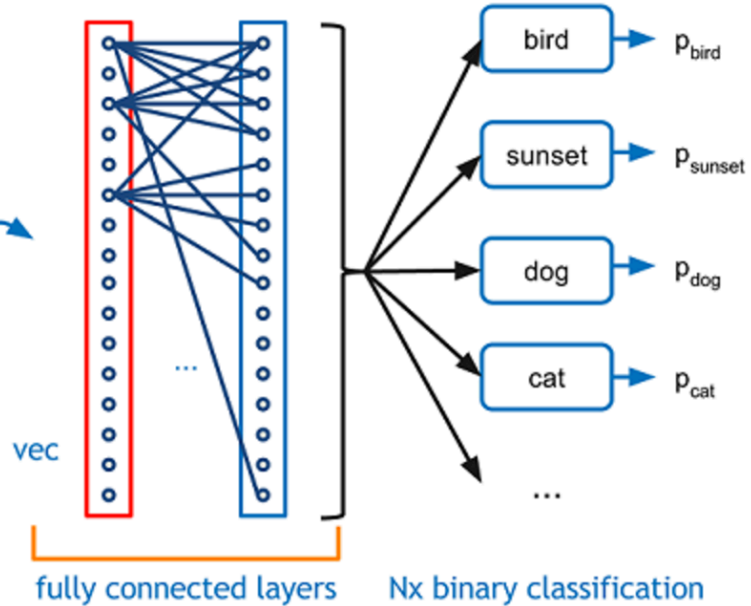 bird
p_bird
sunset
p_sunset
dog
p_dog
cat
p_cat
...
...
vec
fully connected layers
Nx binary classification